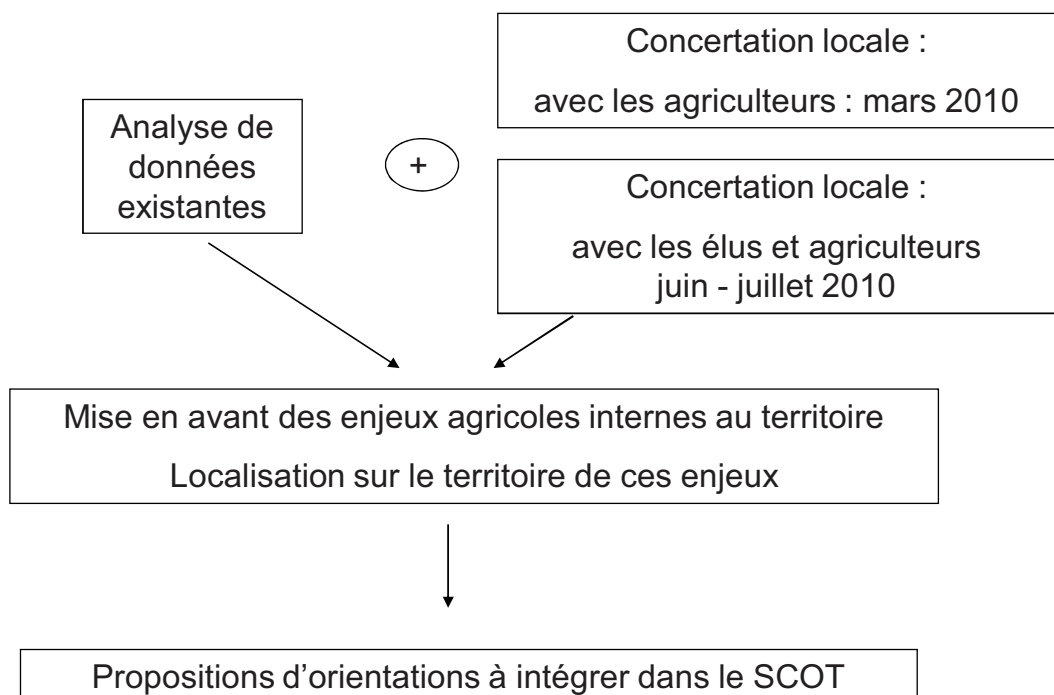 Concertation locale :
avec les agriculteurs : mars 2010
Analyse de
données
existantes
+
Concertation locale :
avec les élus et agriculteurs
juin - juillet 2010
Mise en avant des enjeux agricoles internes au territoire
Localisation sur le territoire de ces enjeux
Propositions d'orientations à intégrer dans le SCOT